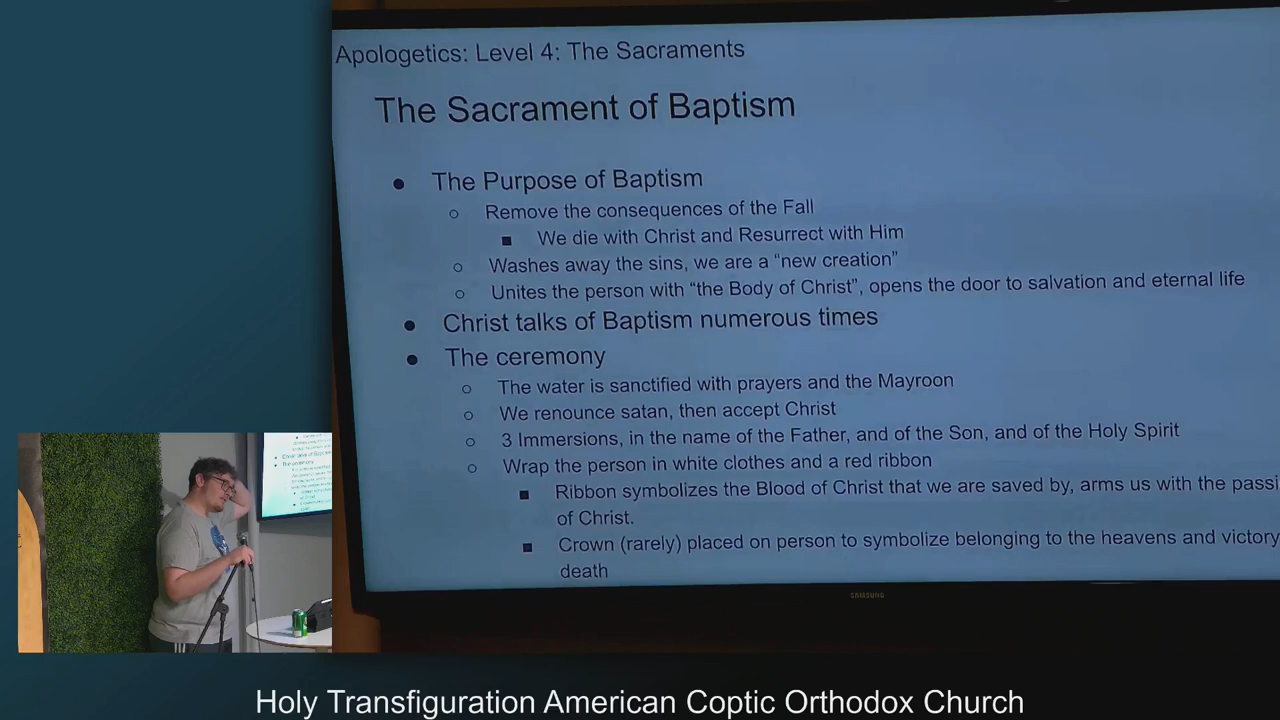 Apologetics: Level 4: The Sacraments
The Sacrament of Baptism
● The Purpose of Baptism
○ Remove the consequences of the Fall
■ We die with Christ and Resurrect with Him
○ Washes away the sins, we are a “new creation”
○ Unites the person with “the Body of Christ”, opens the door to salvation and eternal life
● Christ talks of Baptism numerous times
● The ceremony
○ The water is sanctified with prayers and the Mayroon
○ We renounce satan, then accept Christ
○ 3 Immersions, in the name of the Father, and of the Son, and of the Holy Spirit
○ Wrap the person in white clothes and a red ribbon
■ Ribbon symbolizes the Blood of Christ that we are saved by, arms us with the passi
of Christ.
■ Crown (rarely) placed on person to symbolize belonging to the heavens and victory
death
SAMSUNG
Holy Transfiguration American Coptic Orthodox Church